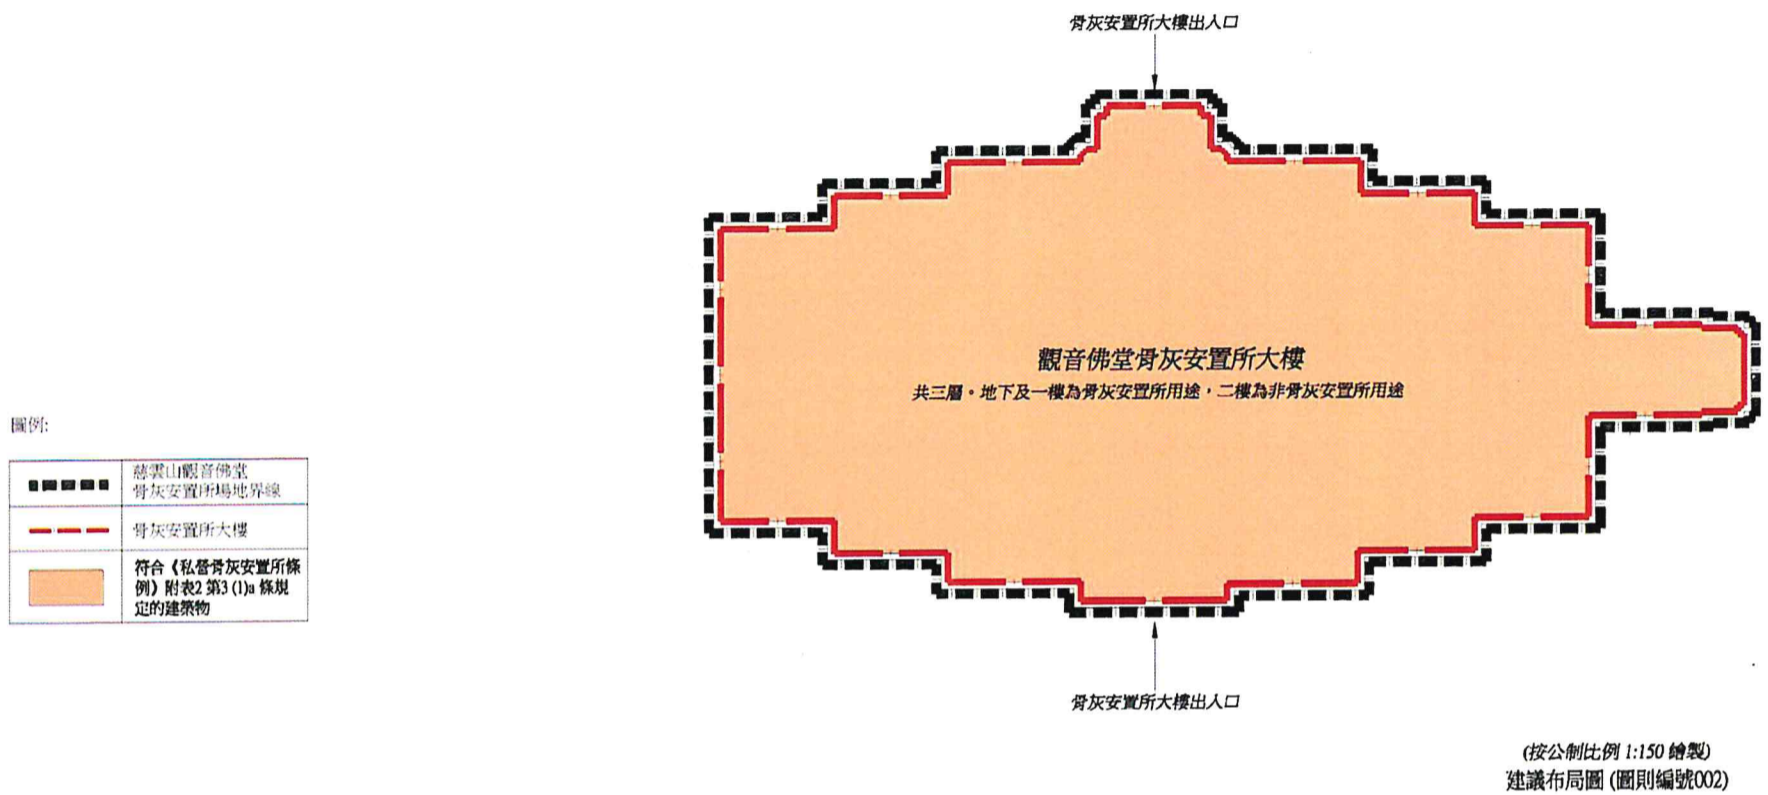 骨灰安置所大樓出入口
觀音佛堂骨灰安置所大樓
共三層。地下及一樓為骨灰安置所用途，二樓為非骨灰安置所用途
圖例:
慈雲山觀音佛堂
骨灰安置所場地界線
骨灰安置所大樓
符合《私營骨灰安置所條
例》附表2 第3 (1)a 條規
定的建築物
骨灰安置所大樓出入口
(按公制比例 1:150 繪製)
建議布局圖 (圖則編號002)